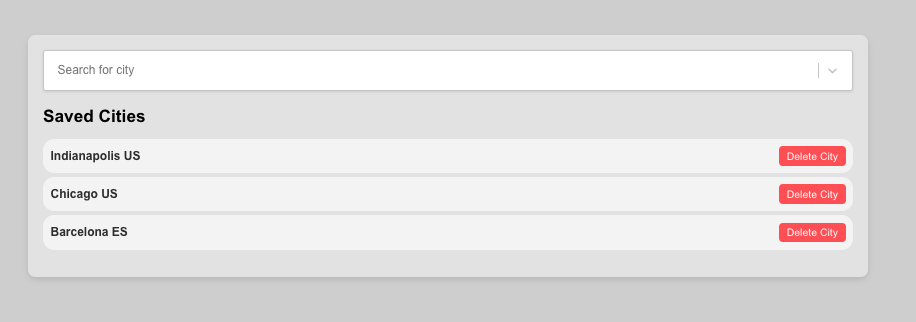 Search for city
Saved Cities
Indianapolis US Delete City
Chicago US Delete City
Barcelona ES Delete City